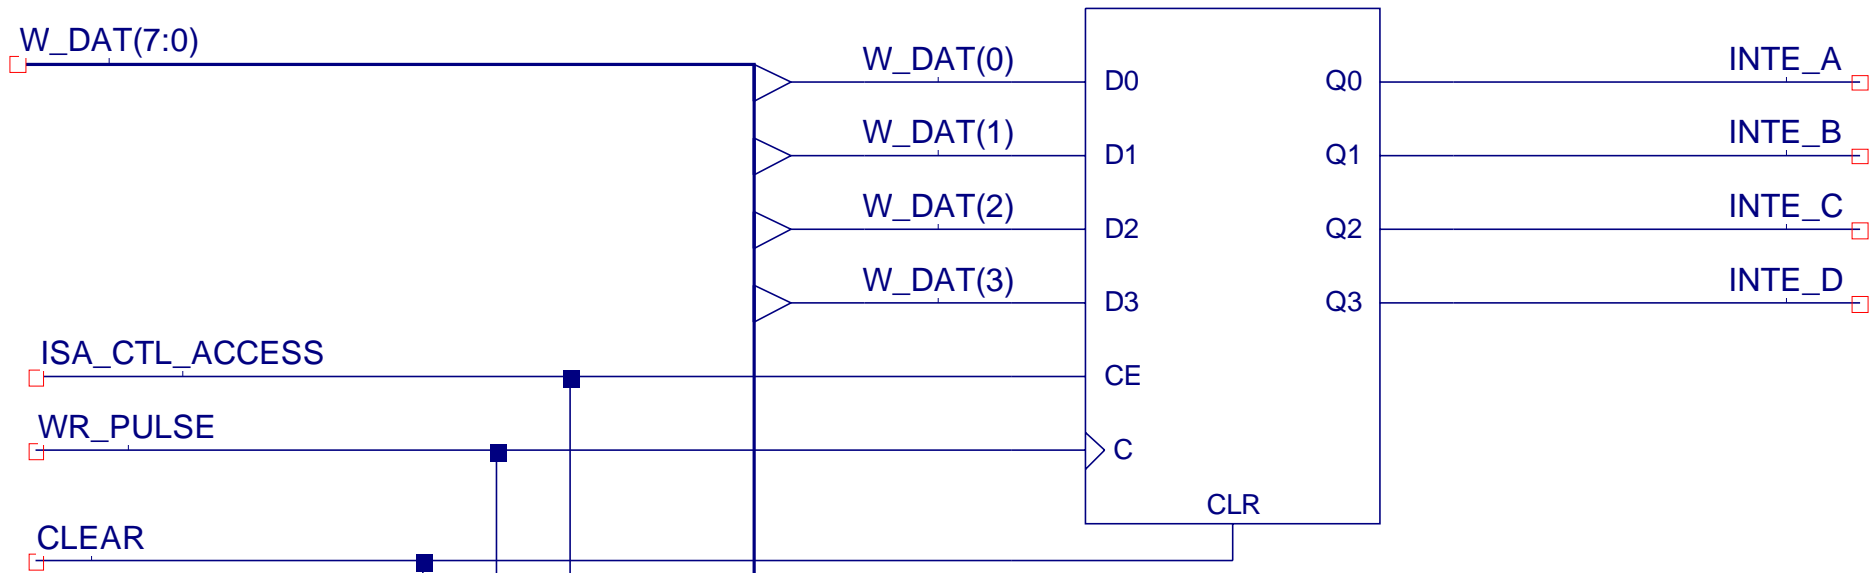 W_DAT(7:0)
W_DAT(0)
D0
Q0
INTE_A
W_DAT(1)
D1
Q1
INTE_B
W_DAT(2)
D2
Q2
INTE_C
W_DAT(3)
D3
Q3
INTE_D
ISA_CTL_ACCESS
CE
WR_PULSE
C
CLR
CLEAR